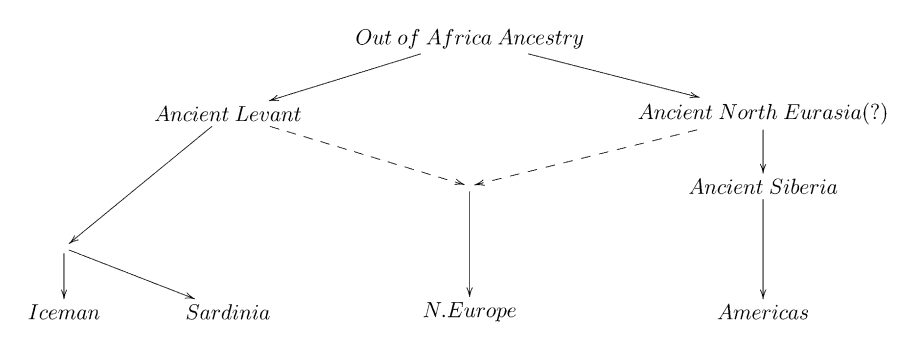 Out of Africa Ancestry
Ancient Levant
Ancient North Eurasia(?)
Ancient Siberia
Iceman
Sardinia
N.Europe
Americas